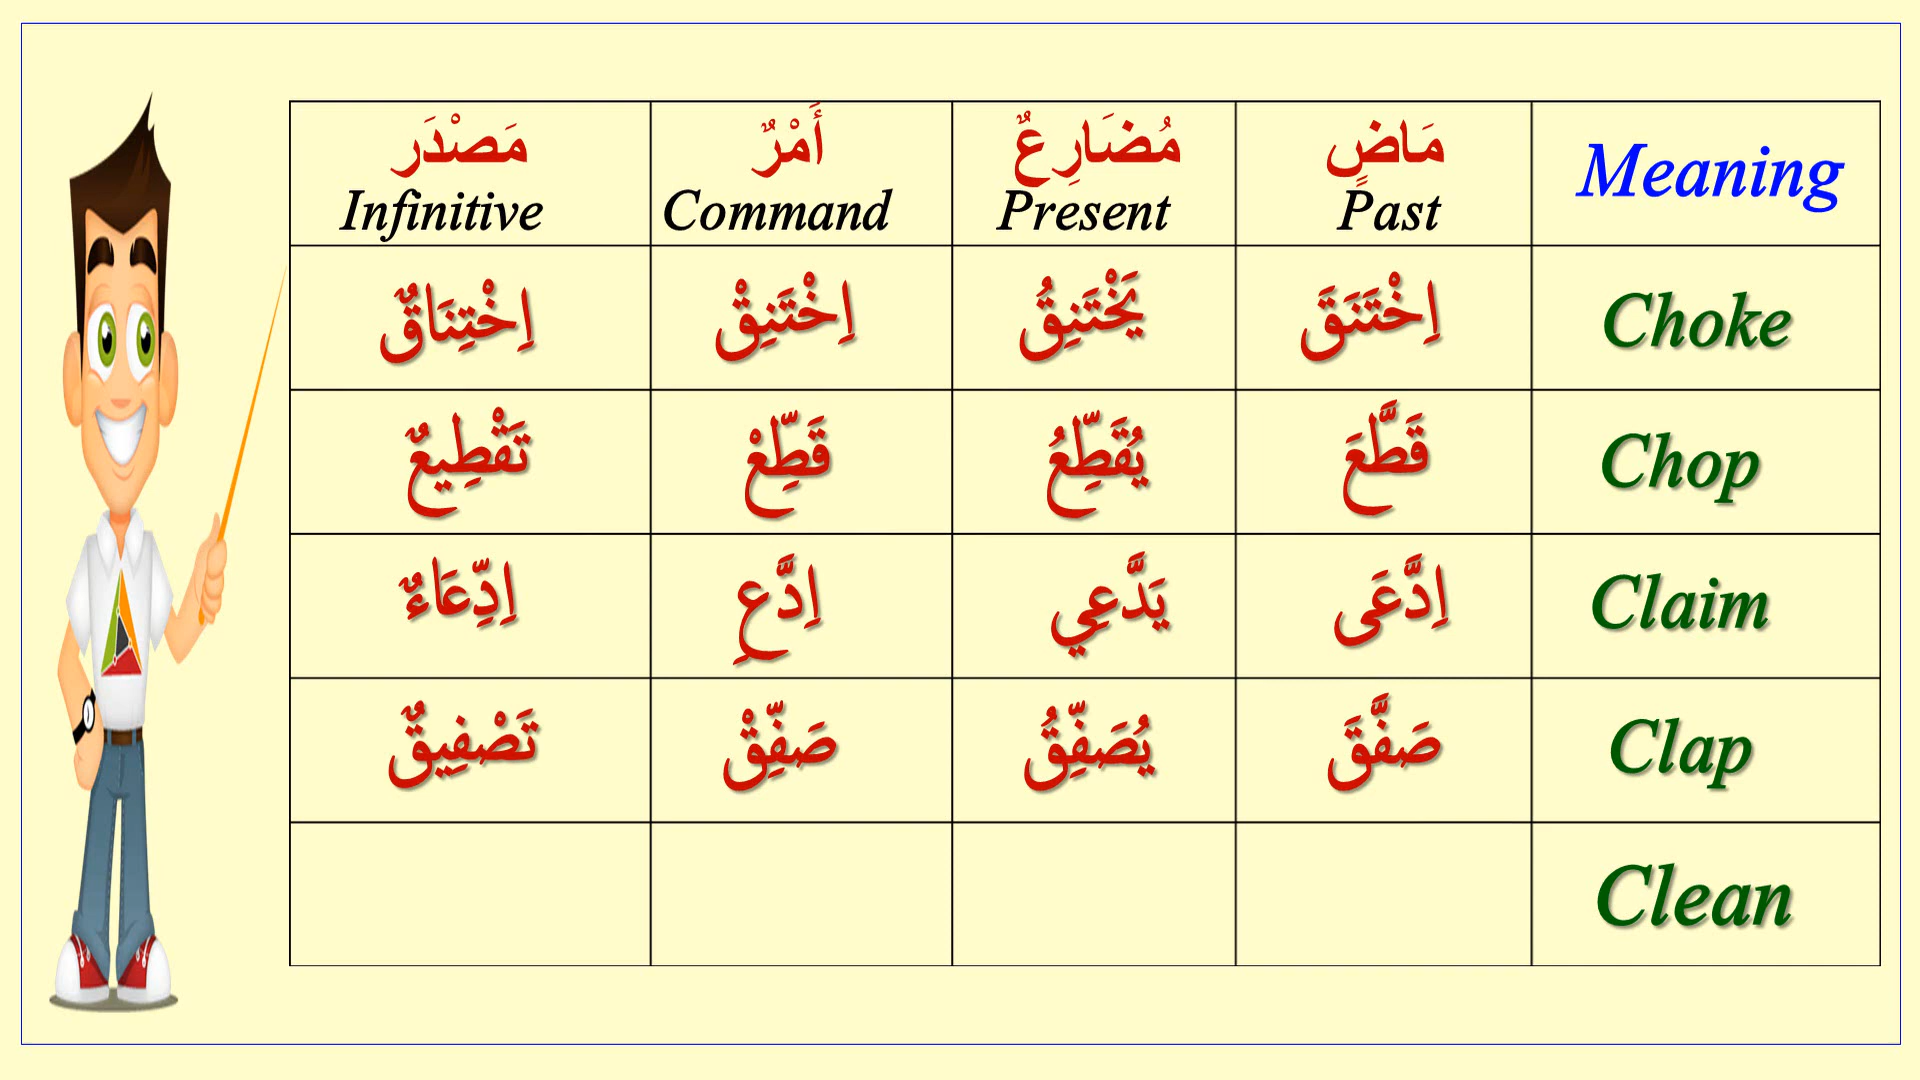 Meaning مَاضٍ مُضَارِعٌ أَمْرٌ مَصْدَر
Past Present Command Infinitive
Choke اِخْتَنَقَ يَخْتَنِقُ اِخْتَنِقْ اِخْتِنَاقٌ
Chop قَطَّعَ يُقَطِّعُ قَطِّعْ تَقْطِيعٌ
Claim اِدَّعَى يَدَّعِي اِدَّعِ اِدِّعَاءٌ
Clap صَفَّقَ يُصَفِّقُ صَفِّقْ تَصْفِيقٌ
Clean